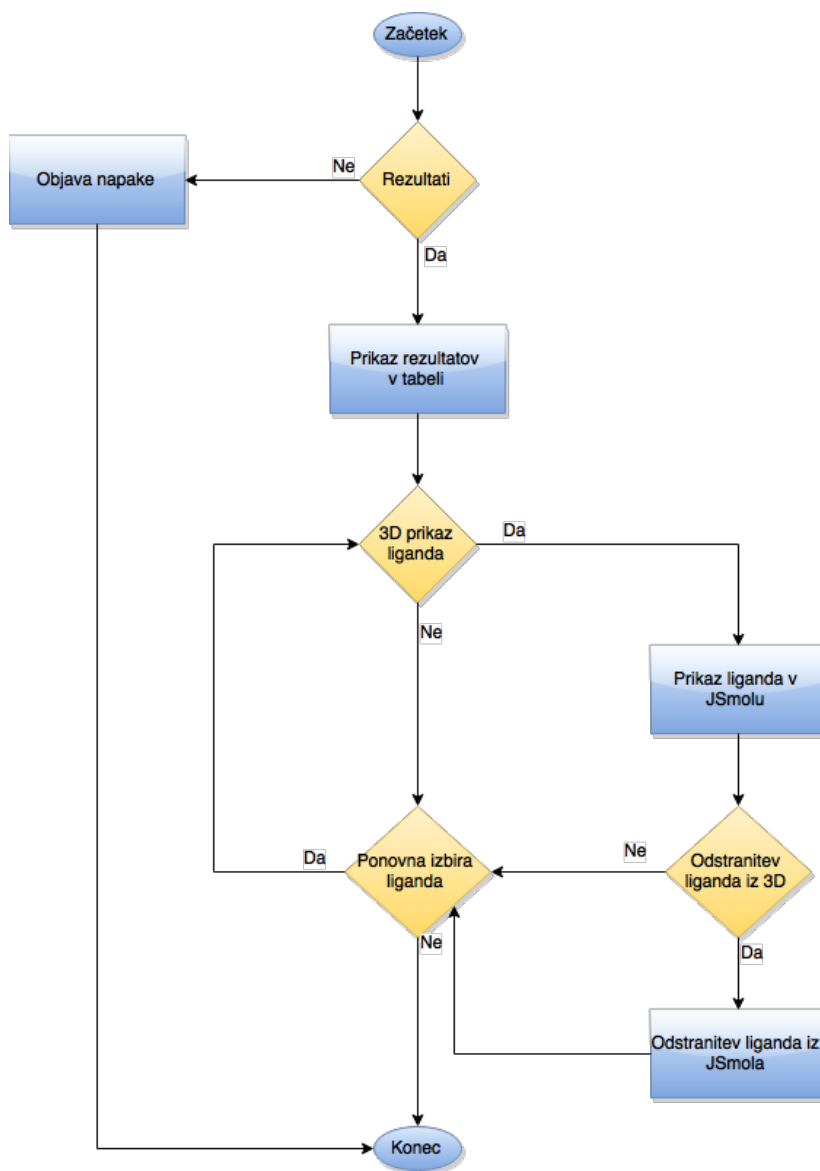 Začetek
Ne
Objava napake
Rezultati
Da
Prikaz rezultatov
v tabeli
3D prikaz
liganda
Da
Ne
Prikaz liganda v
JSmolu
Da
Ponovna izbira
liganda
Ne
Odstranitev
liganda iz 3D
Ne
Da
Odstranitev liganda iz
JSmola
Konec